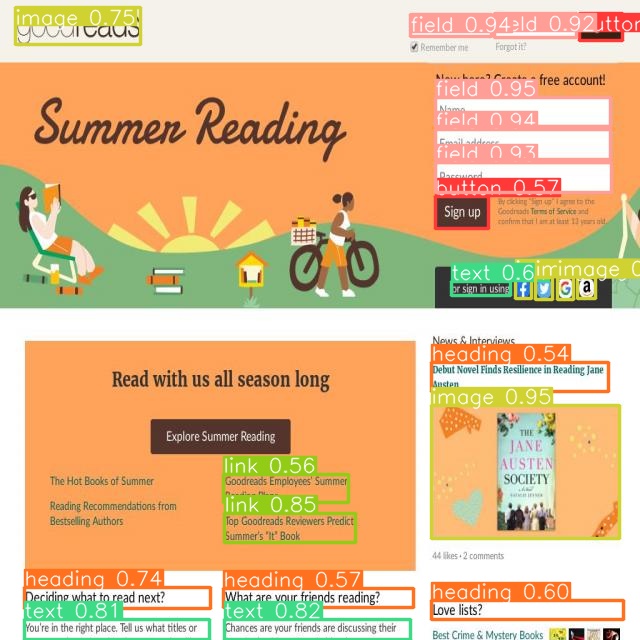 image 0.75
goodreads
field 0.94
field 0.92
button
Remember me
Forgot it?
New here? Create a free account!
field 0.95
Name
field 0.94
Email address
field 0.93
Password
button 0.57
Sign up
By clicking "Sign up" I agree to the
Goodreads Terms of Service and
confirm that I am at least 13 years old.
Summer Reading
text 0.6
image 0
or sign in using
Read with us all season long
Explore Summer Reading
The Hot Books of Summer
Reading Recommendations from
Bestselling Authors
link 0.56
Goodreads Employees' Summer
Reading Plans
link 0.85
Top Goodreads Reviewers Predict
Summer's "It" Book
News & Interviews
heading 0.54
Debut Novel Finds Resilience in Reading Jane
Austen
image 0.95
THE
JANE
AUSTEN
SOCIETY
NATALIE JENNER
44 likes • 2 comments
heading 0.74
Deciding what to read next?
text 0.81
You're in the right place. Tell us what titles or
heading 0.57
What are your friends reading?
text 0.82
Chances are your friends are discussing their
heading 0.60
Love lists?
Best Crime & Mystery Books